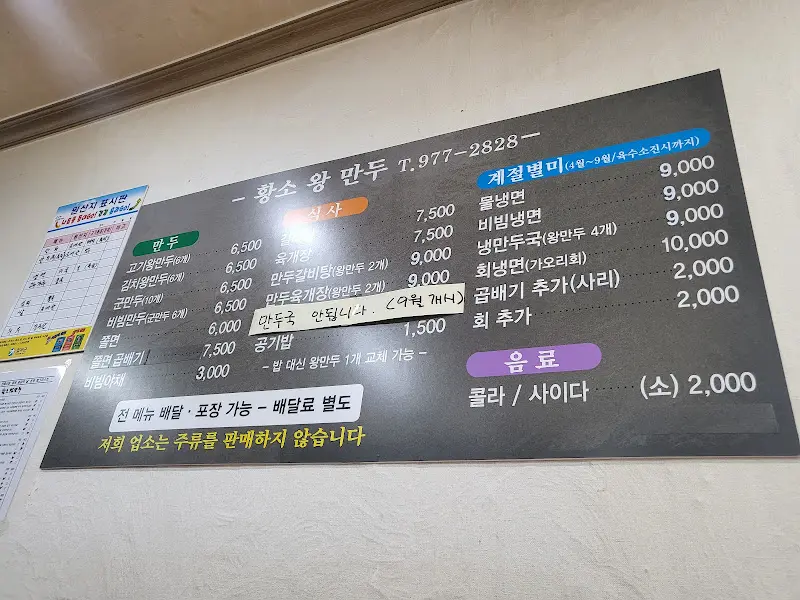 - 황소 왕 만두 T.977-2828 -
만두
고기왕만두(6개) 6,500
김치왕만두(6개) 6,500
군만두(10개) 6,500
비빔만두(군만두 6개) 6,500
쫄면 6,000
쫄면 곱배기 7,500
비빔야채 3,000
식사
7,500
육개장 7,500
만두갈비탕(왕만두 2개) 9,000
만두육개장(왕만두 2개) 9,000
만두국 안됩니다. (9월 개시)
공기밥 1,500
- 밥 대신 왕만두 1개 교체 가능 -
계절별미(4월~9월/육수소진시까지)
물냉면 9,000
비빔냉면 9,000
냉만두국(왕만두 4개) 9,000
회냉면(가오리회) 10,000
곱배기 추가(사리) 2,000
회 추가 2,000
음료
콜라 / 사이다 (소) 2,000
전 메뉴 배달 · 포장 가능 - 배달료 별도
저희 업소는 주류를 판매하지 않습니다
원산지 표시판